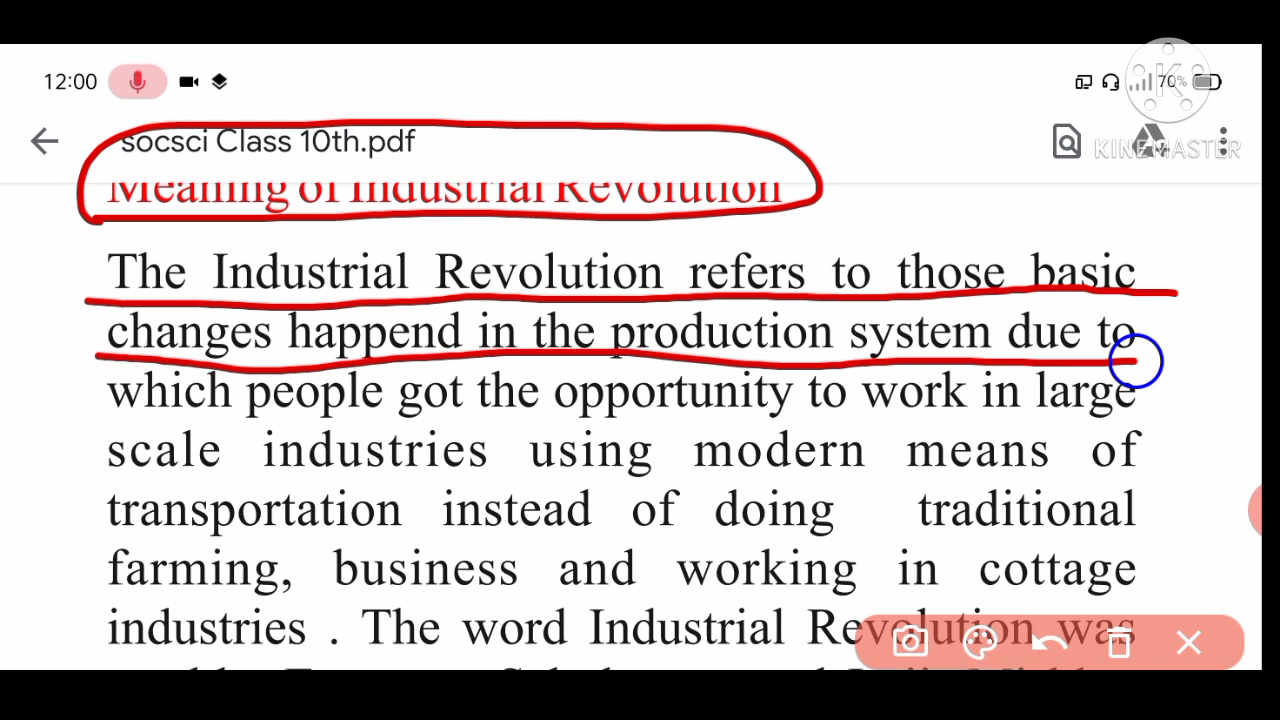 12:00
70%
socsci Class 10th.pdf
K
KINEMASTER
Meaning of Industrial Revolution
The Industrial Revolution refers to those basic
changes happend in the production system due to
which people got the opportunity to work in large
scale industries using modern means of
transportation instead of doing traditional
farming, business and working in cottage
industries . The word Industrial Revolution was